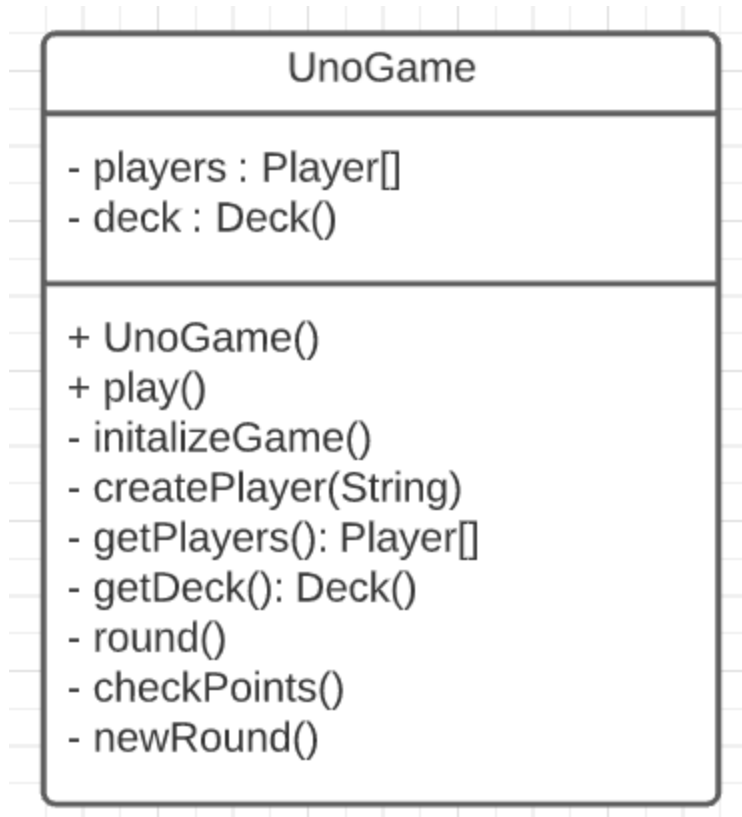 UnoGame
- players : Player[]
- deck : Deck()
+ UnoGame()
+ play()
- initalizeGame()
- createPlayer(String)
- getPlayers(): Player[]
- getDeck(): Deck()
- round()
- checkPoints()
- newRound()